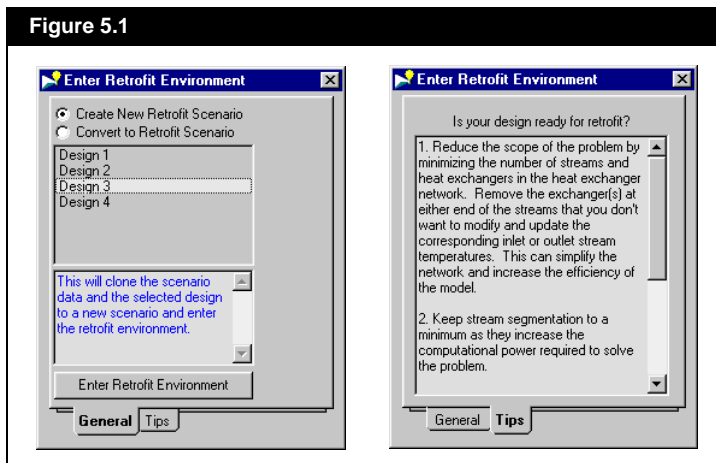 Figure 5.1
Enter Retrofit Environment
Create New Retrofit Scenario
Convert to Retrofit Scenario
Design 1
Design 2
Design 3
Design 4
This will clone the scenario
data and the selected design
to a new scenario and enter
the retrofit environment.
Enter Retrofit Environment
General Tips
Enter Retrofit Environment
Is your design ready for retrofit?
1. Reduce the scope of the problem by
minimizing the number of streams and
heat exchangers in the heat exchanger
network. Remove the exchanger(s) at
either end of the streams that you don't
want to modify and update the
corresponding inlet or outlet stream
temperatures. This can simplify the
network and increase the efficiency of
the model.
2. Keep stream segmentation to a
minimum as they increase the
computational power required to solve
the problem.
General Tips